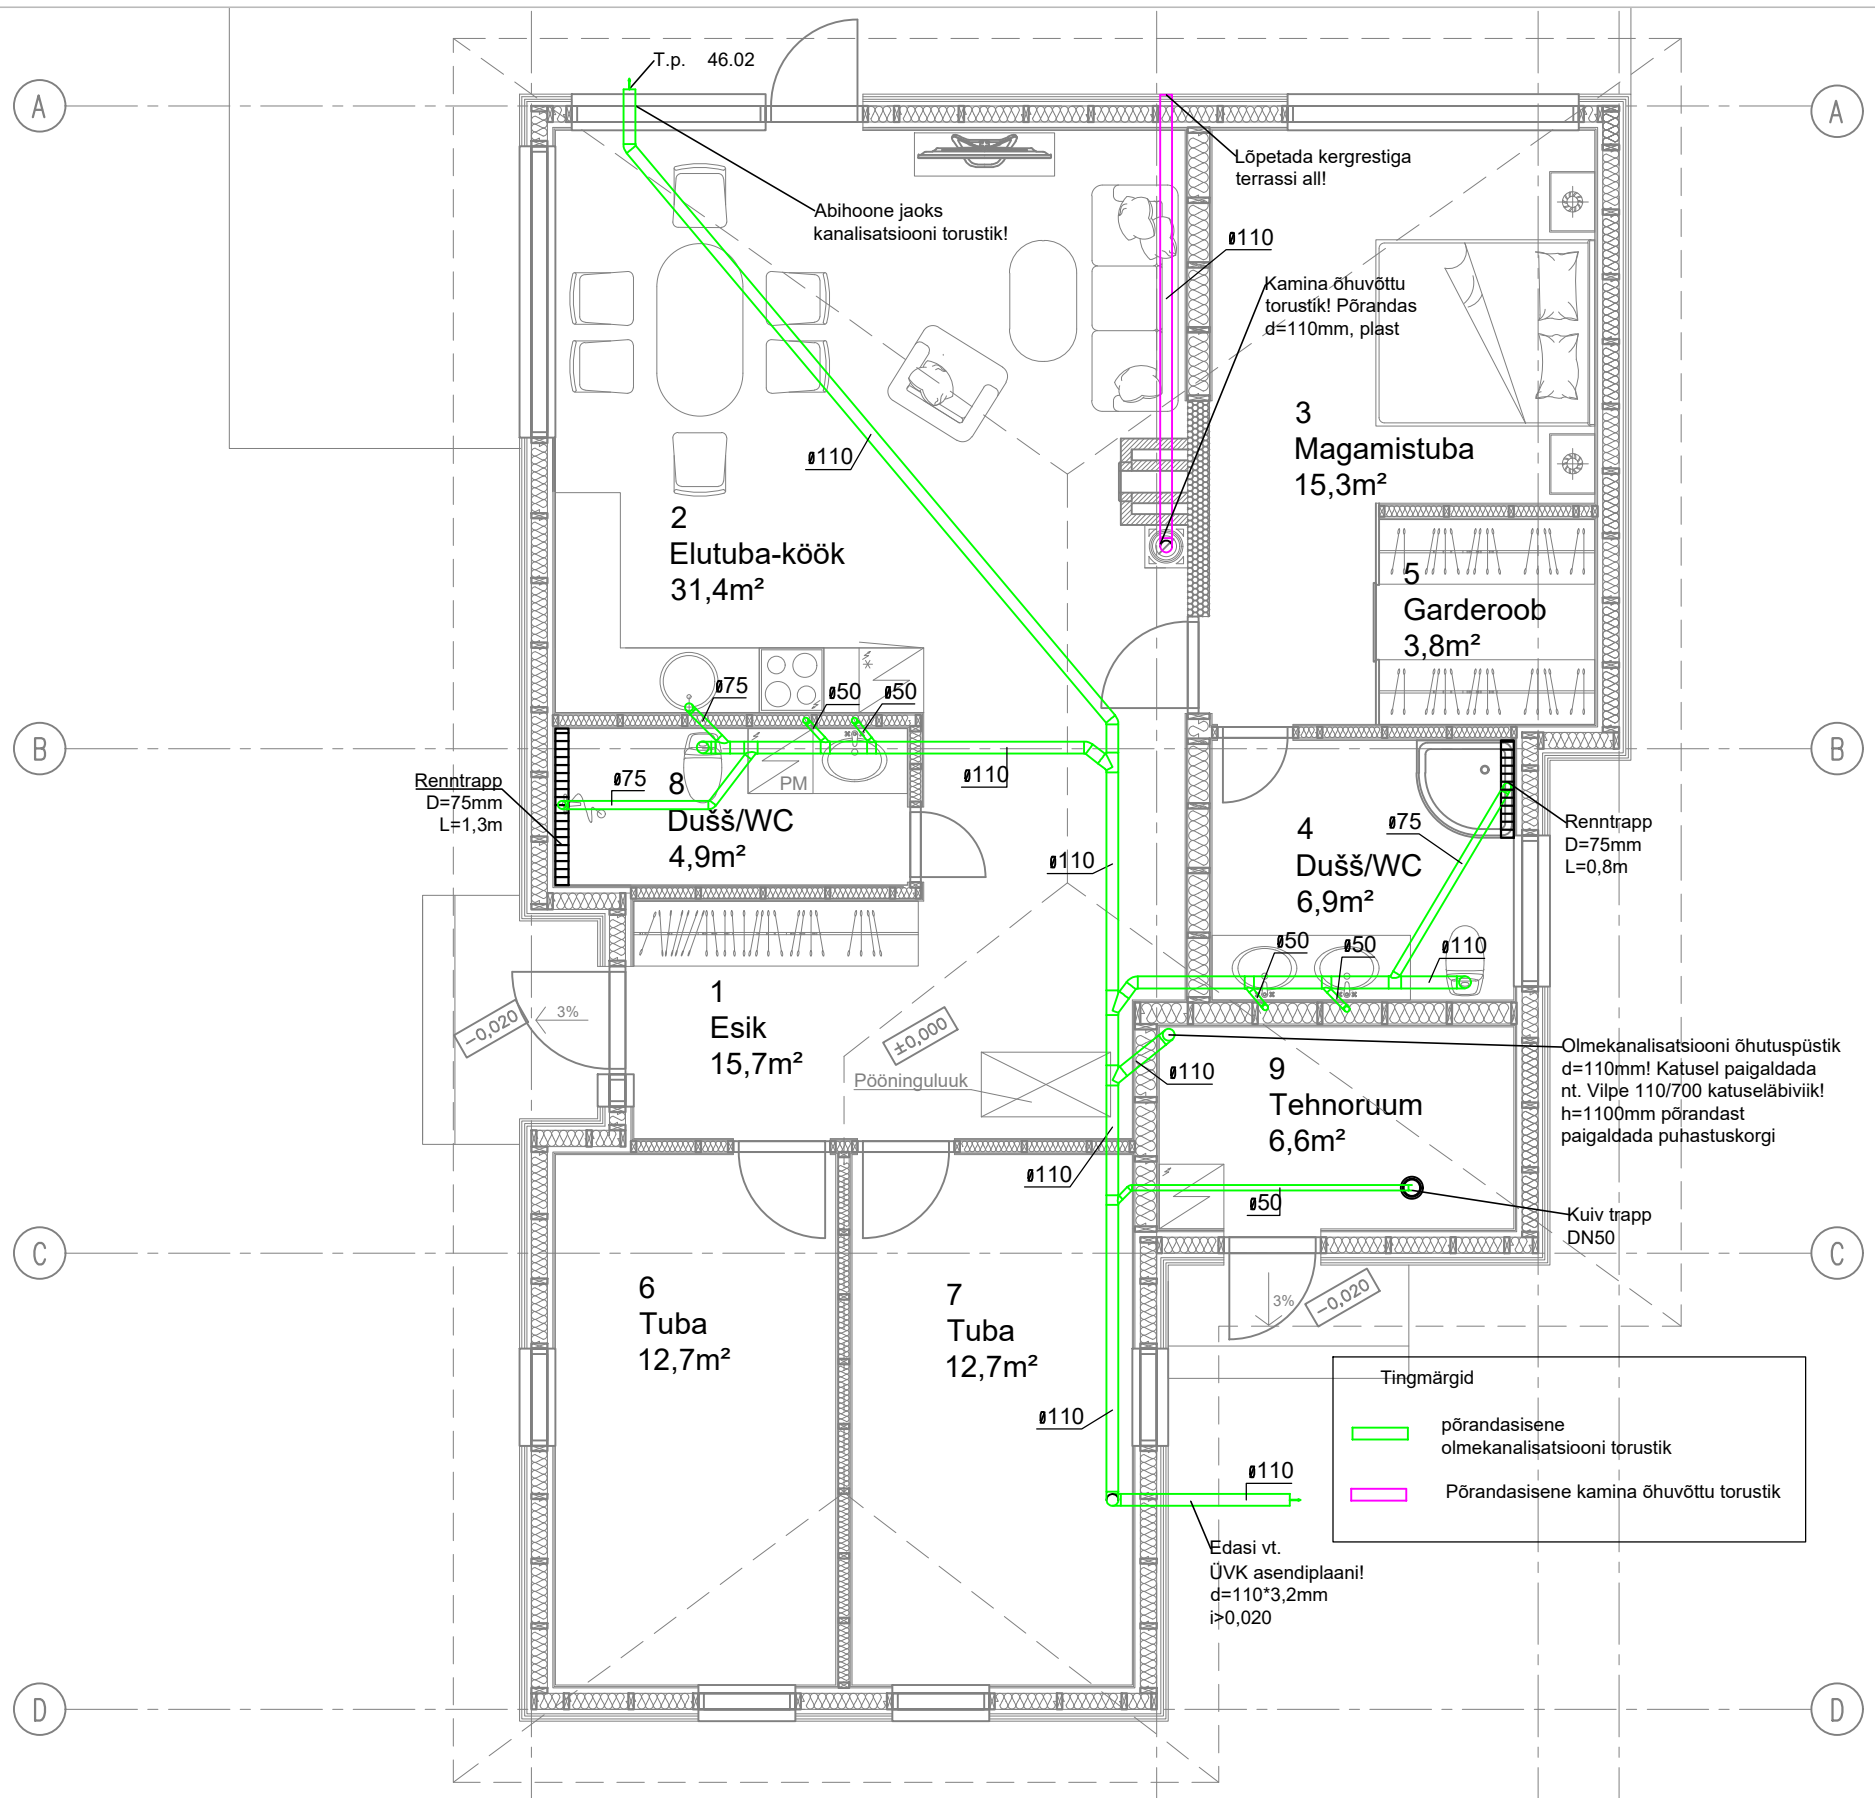 T.p. 46.02
A
A
Lõpetada kergrestiga
terrassi all!
Abihoone jaoks
kanalisatsiooni torustik!
ø110
Kamina õhuvõttu
torustik! Põrandas
d=110mm, plast
3
Magamistuba
15,3m²
ø110
2
Elutuba-köök
31,4m²
5
Garderoob
3,8m²
ø75
ø50
ø50
B
B
Renntrapp
D=75mm
L=1,3m
ø75
8
Dušš/WC
4,9m²
PM
ø110
ø110
4
Dušš/WC
6,9m²
ø75
Renntrapp
D=75mm
L=0,8m
ø50
ø50
ø110
1
Esik
15,7m²
-0,020
3%
±0,000
Pööninguluuk
ø110
9
Tehnoruum
6,6m²
Olmekanalisatsiooni õhutuspüstik
d=110mm! Katusel paigaldada
nt. Vilpe 110/700 katuseläbiviik!
h=1100mm põrandast
paigaldada puhastuskorgi
ø110
ø50
Kuiv trapp
DN50
C
C
6
Tuba
12,7m²
7
Tuba
12,7m²
3%
-0,020
Tingmärgid
põrandasisene
olmekanalisatsiooni torustik
Põrandasisene kamina õhuvõttu torustik
ø110
ø110
Edasi vt.
ÜVK asendiplaani!
d=110*3,2mm
i>0,020
D
D